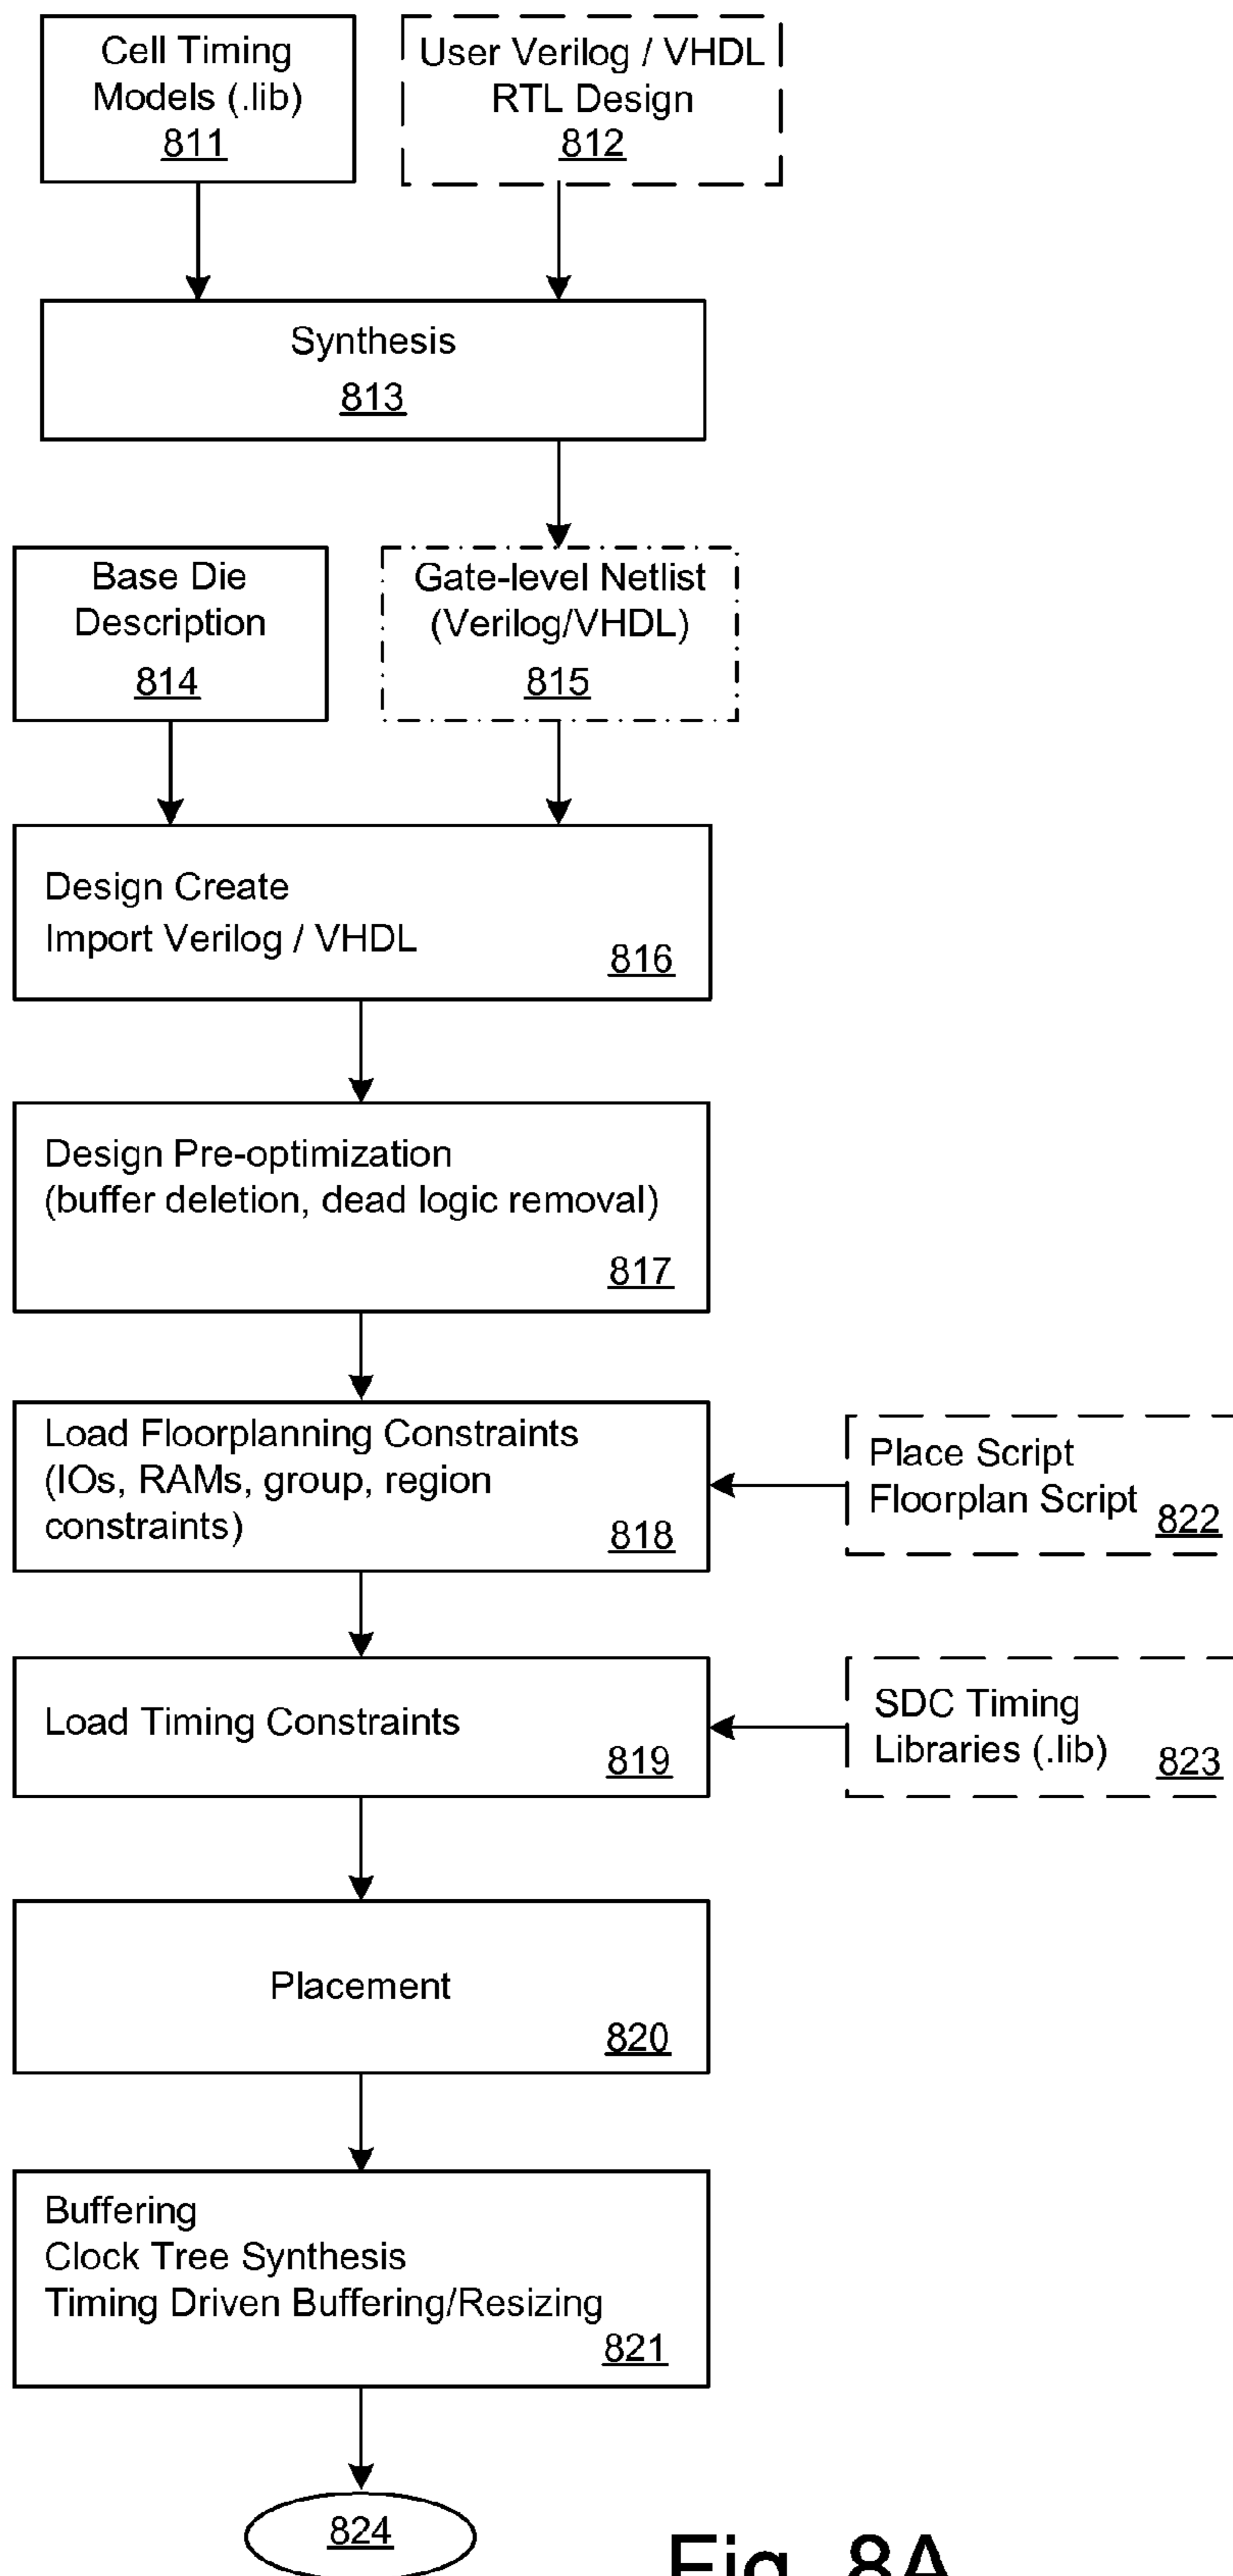 Cell Timing
Models (.lib)
811
User Verilog / VHDL
RTL Design
812
Synthesis
813
Base Die
Description
814
Gate-level Netlist
(Verilog/VHDL)
815
Design Create
Import Verilog / VHDL
816
Design Pre-optimization
(buffer deletion, dead logic removal)
817
Load Floorplanning Constraints
(IOs, RAMs, group, region
constraints)
818
Place Script
Floorplan Script
822
Load Timing Constraints
819
SDC Timing
Libraries (.lib)
823
Placement
820
Buffering
Clock Tree Synthesis
Timing Driven Buffering/Resizing
821
824
Fig. 8A